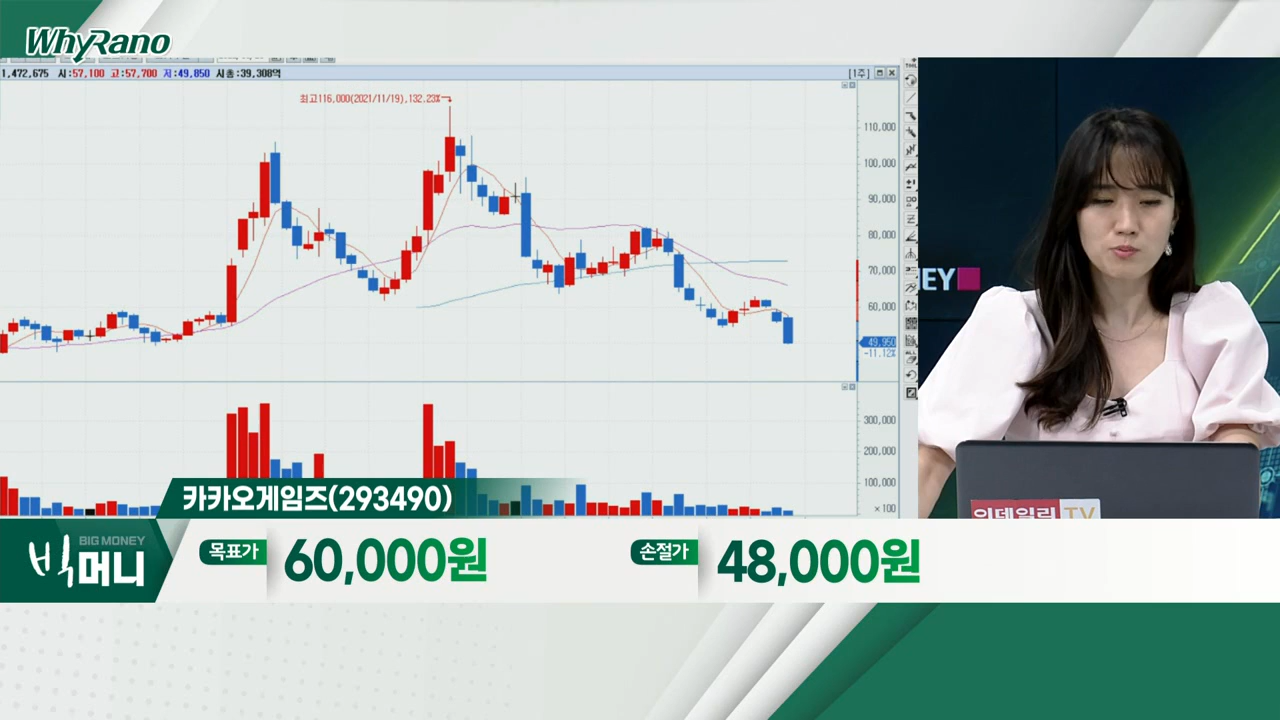 WhyRano
1,472,675 시:57,100 고:57,700 저:49,850 시총:39,308억
[1주]
최고116,000(2021/11/19),132.23%
110,000
100,000
90,000
80,000
70,000
60,000
49,950
-11.12%
EY
300,000
200,000
100,000
×100
카카오게임즈(293490)
이데일리 TV
BIG MONEY
빅머니
목표가
60,000원
손절가
48,000원